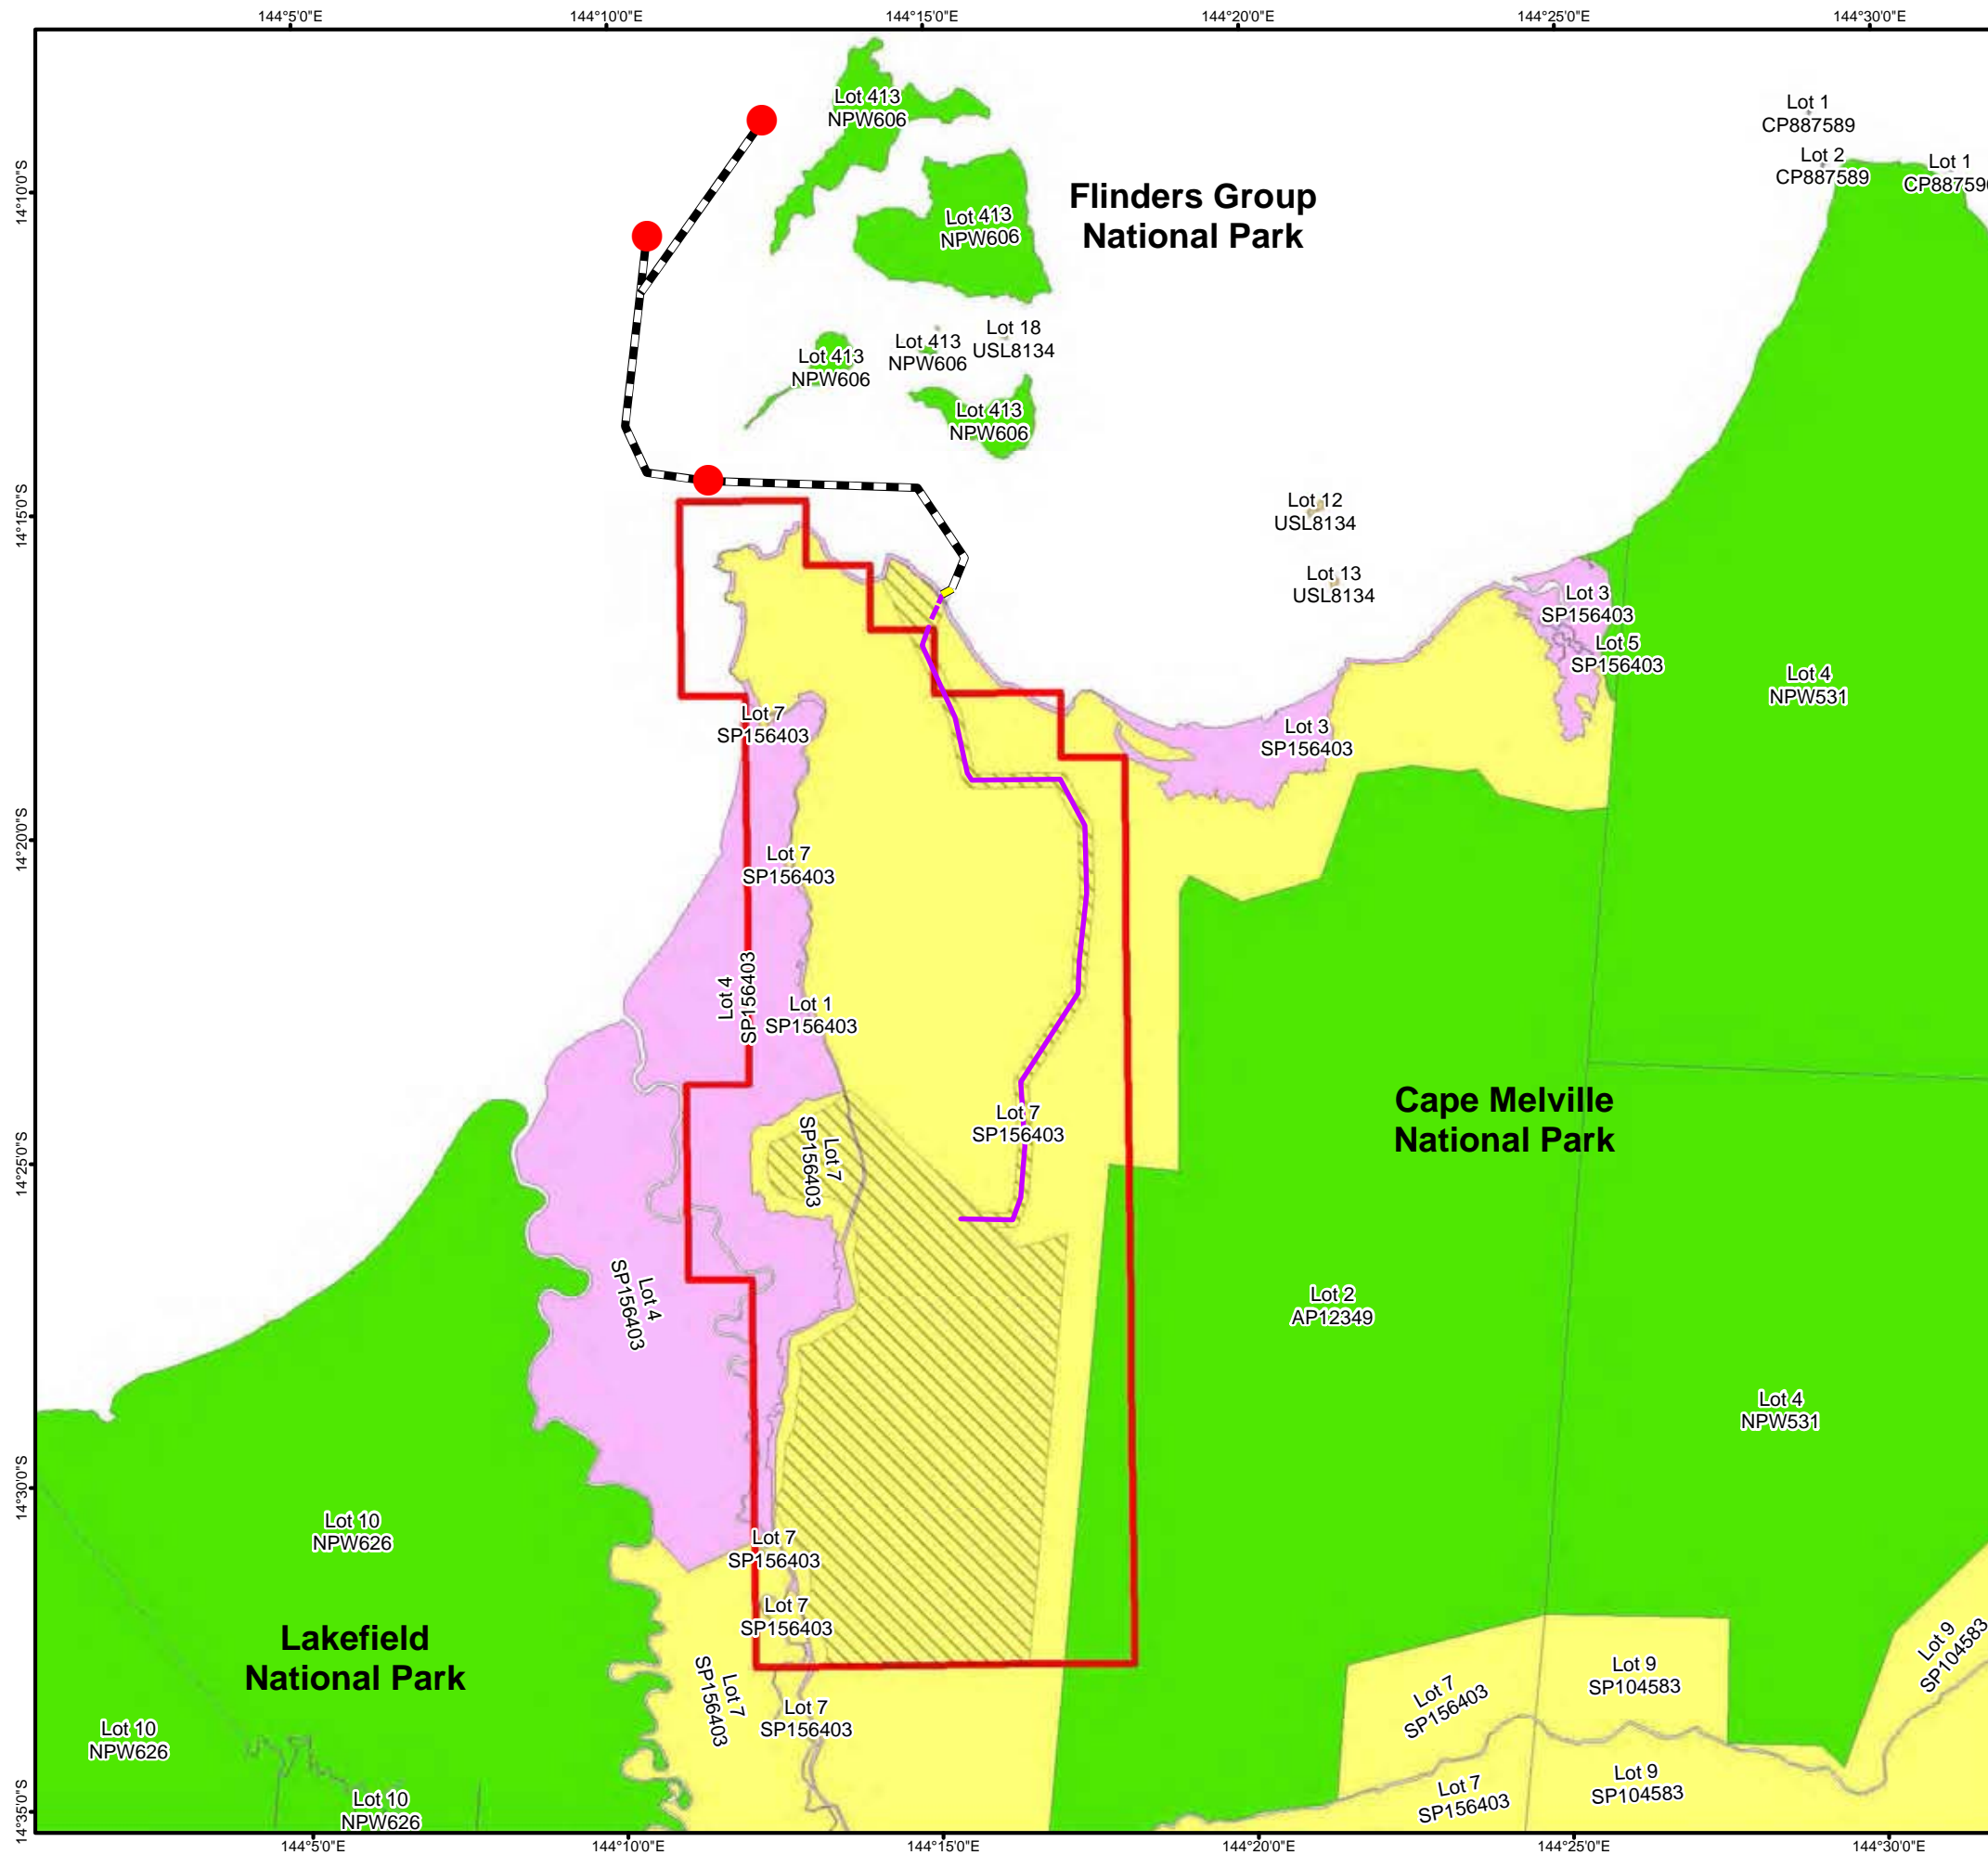 144°5'0"E
144°10'0"E
144°15'0"E
144°20'0"E
144°25'0"E
144°30'0"E
Lot 413
NPW606
Lot 1
CP887589
Lot 2
CP887589
Lot 1
CP887590
14°10'0"S
Flinders Group
National Park
Lot 413
NPW606
Lot 18
USL8134
Lot 413
NPW606
Lot 413
NPW606
Lot 413
NPW606
14°15'0"S
Lot 12
USL8134
Lot 13
USL8134
Lot 3
SP156403
Lot 5
SP156403
Lot 4
NPW531
Lot 7
SP156403
Lot 3
SP156403
14°20'0"S
Lot 7
SP156403
Lot 4
SP156403
Lot 1
SP156403
Cape Melville
National Park
Lot 7
SP156403
Lot 7
SP156403
14°25'0"S
Lot 4
SP156403
Lot 2
AP12349
Lot 4
NPW531
14°30'0"S
Lot 10
NPW626
Lot 7
SP156403
Lot 7
SP156403
Lakefield
National Park
Lot 7
SP156403
Lot 7
SP156403
Lot 7
SP156403
Lot 9
SP104583
Lot 9
SP104583
Lot 10
NPW626
Lot 10
NPW626
Lot 7
SP156403
Lot 9
SP104583
14°35'0"S
144°5'0"E
144°10'0"E
144°15'0"E
144°20'0"E
144°25'0"E
144°30'0"E